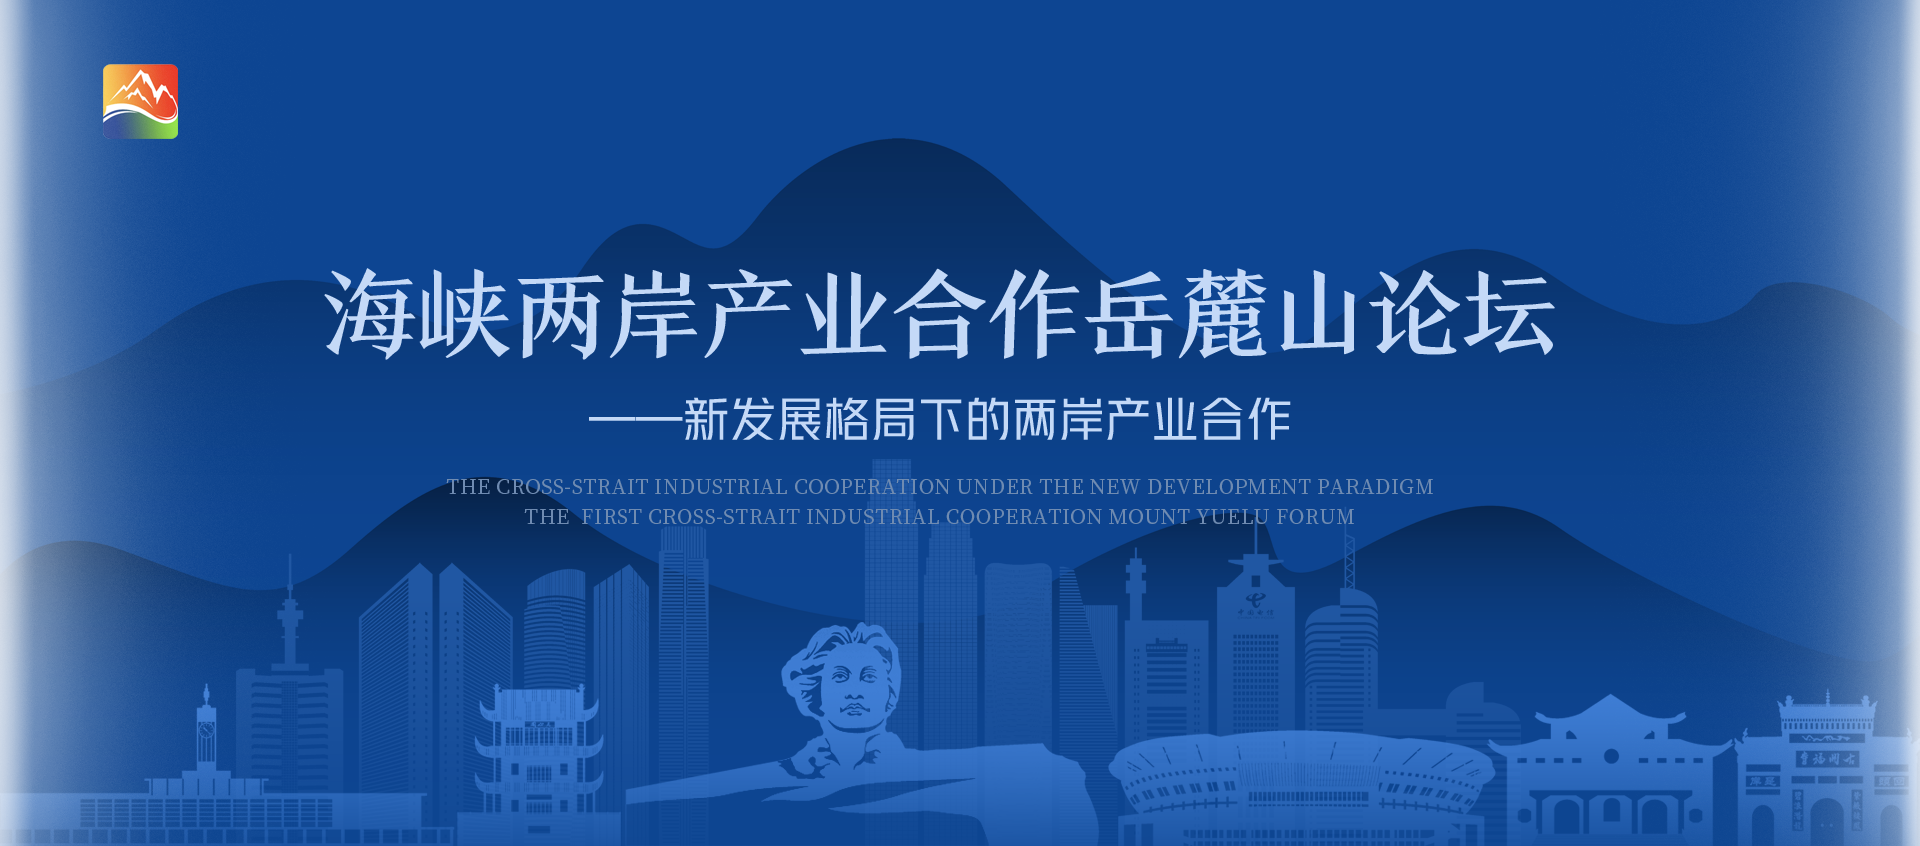 海峡两岸产业合作岳麓山论坛
——新发展格局下的两岸产业合作
THE CROSS-STRAIT INDUSTRIAL COOPERATION UNDER THE NEW DEVELOPMENT PARADIGM
THE FIRST CROSS-STRAIT INDUSTRIAL COOPERATION MOUNT YUELU FORUM